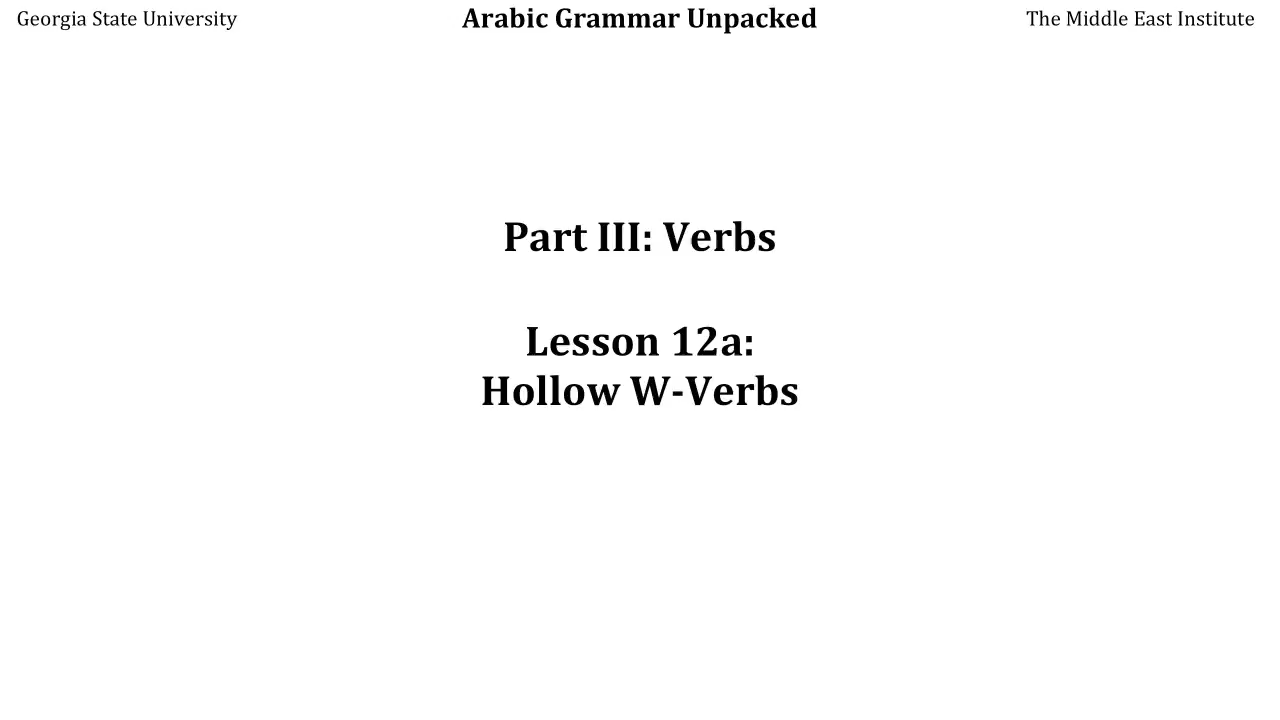 Georgia State University
Arabic Grammar Unpacked
The Middle East Institute
Part III: Verbs
Lesson 12a:
Hollow W-Verbs